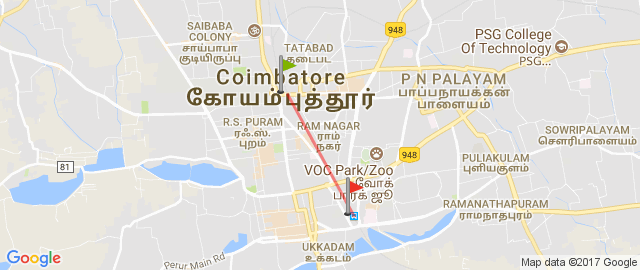 SAIBABA
COLONY
சாய்பாபா
குடியிருப்பு
TATABAD
948
PSG College
Of Technology
PSG...
Coimbatore
கோயம்புத்தூர்
P N PALAYAM
பாப்பநாயக்கன்
பாளையம்
R.S. PURAM
ர்.ஃஸ்.
புரம்
RAM NAGAR
ராம்
நகர்
SOWRIPALAYAM
சௌரிபாளையம்
81
VOC Park/Zoo
வோக்
பார்க் ஜூ
948
PULIAKULAM
புளியகுளம்
RAMANATHAPURAM
ராமநாதபுரம்
UKKADAM
உக்கடம்
Perur Main Rd
Google
Map data ©2017 Google